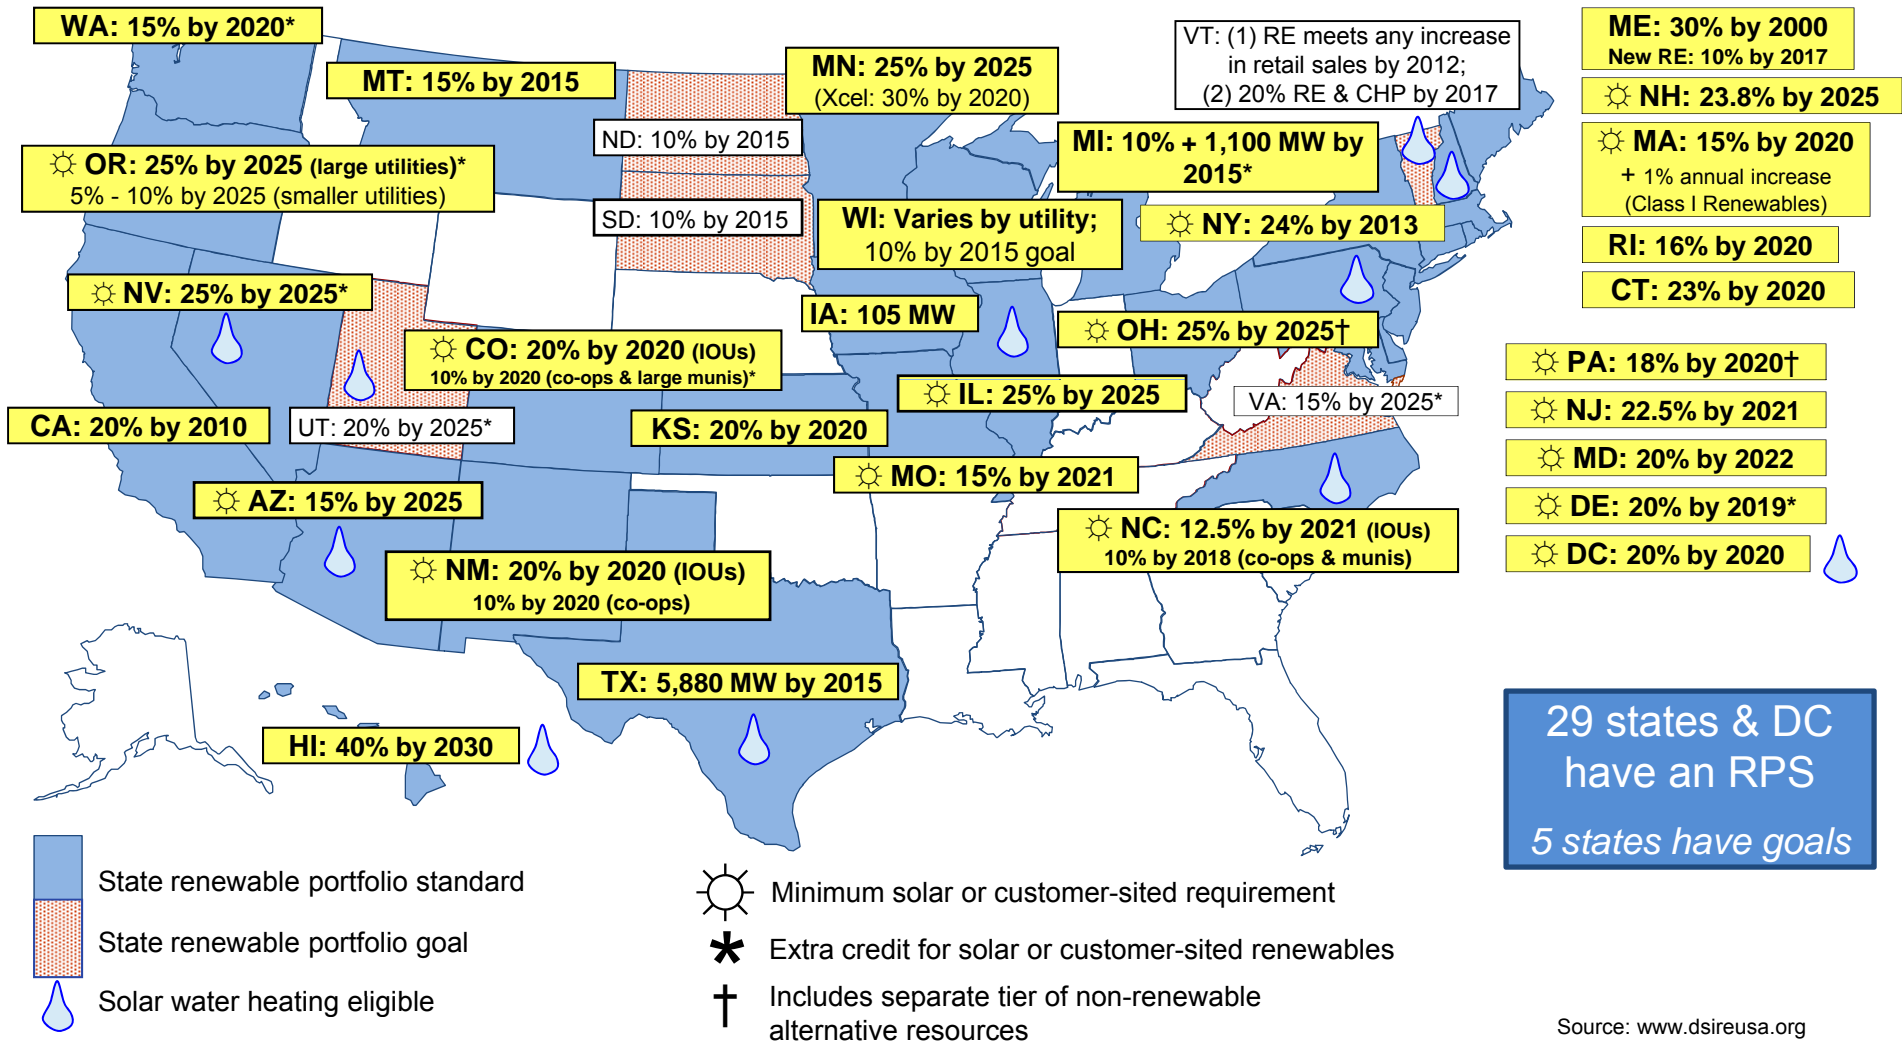 WA: 15% by 2020*
MT: 15% by 2015
MN: 25% by 2025
(Xcel: 30% by 2020)
VT: (1) RE meets any increase
in retail sales by 2012;
(2) 20% RE & CHP by 2017
ME: 30% by 2000
New RE: 10% by 2017
☼ NH: 23.8% by 2025
ND: 10% by 2015
MI: 10% + 1,100 MW by
2015*
☼ MA: 15% by 2020
+ 1% annual increase
(Class I Renewables)
☼ OR: 25% by 2025 (large utilities)*
5% - 10% by 2025 (smaller utilities)
SD: 10% by 2015
WI: Varies by utility;
10% by 2015 goal
☼ NY: 24% by 2013
RI: 16% by 2020
CT: 23% by 2020
☼ NV: 25% by 2025*
IA: 105 MW
☼ OH: 25% by 2025†
☼ CO: 20% by 2020 (IOUs)
10% by 2020 (co-ops & large munis)*
☼ PA: 18% by 2020†
☼ IL: 25% by 2025
VA: 15% by 2025*
☼ NJ: 22.5% by 2021
CA: 20% by 2010
UT: 20% by 2025*
KS: 20% by 2020
☼ MD: 20% by 2022
☼ MO: 15% by 2021
☼ AZ: 15% by 2025
☼ DE: 20% by 2019*
☼ NC: 12.5% by 2021 (IOUs)
10% by 2018 (co-ops & munis)
☼ DC: 20% by 2020
☼ NM: 20% by 2020 (IOUs)
10% by 2020 (co-ops)
TX: 5,880 MW by 2015
HI: 40% by 2030
29 states & DC
have an RPS
5 states have goals
State renewable portfolio standard
State renewable portfolio goal
Solar water heating eligible
☼ Minimum solar or customer-sited requirement
* Extra credit for solar or customer-sited renewables
† Includes separate tier of non-renewable
alternative resources
Source: www.dsireusa.org